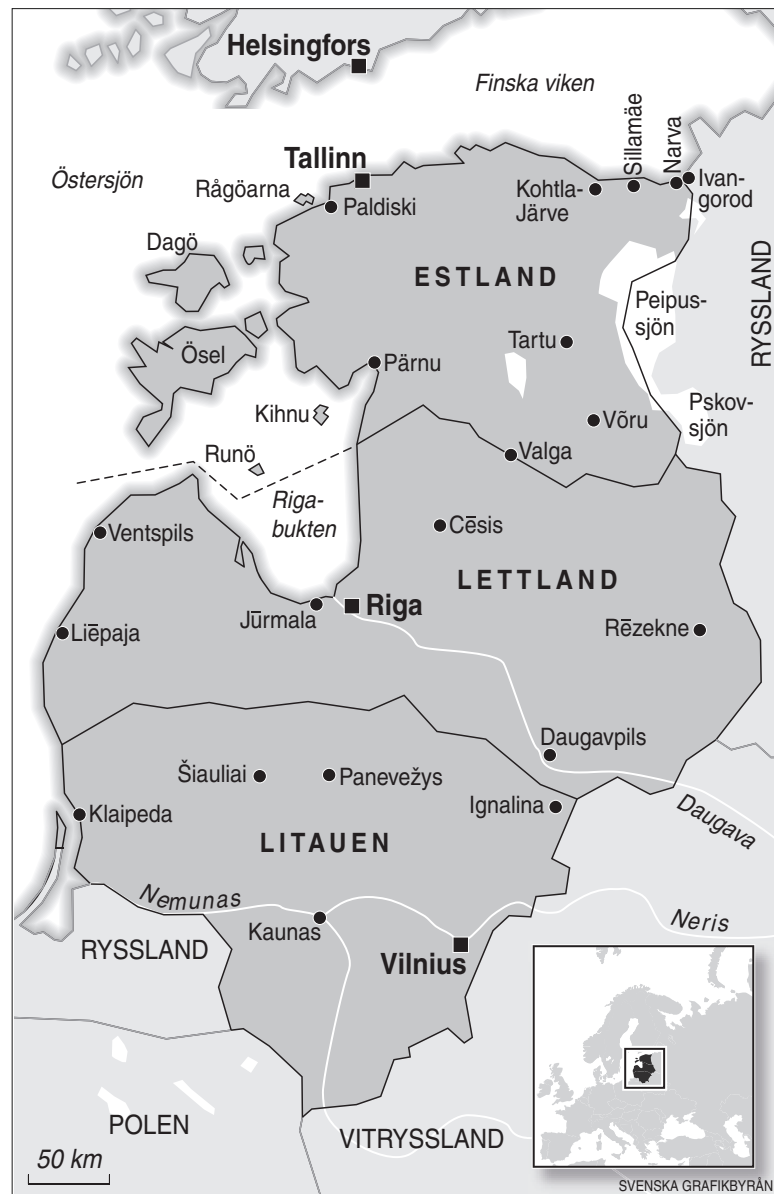 Helsingfors
Finska viken
Östersjön
Tallinn
Rågöarna
Paldiski
Kohtla-
Järve
Sillamäe
Narva
Ivan-
gorod
Dagö
ESTLAND
RYSSLAND
Peipus-
sjön
Ösel
Tartu
Pärnu
Kihnu
Võru
Pskov-
sjön
Runö
Valga
Riga-
bukten
Ventspils
Cēsis
LETTLAND
Jūrmala
Riga
Liēpaja
Rēzekne
Daugavpils
Šiauliai
Panevežys
Ignalina
Klaipeda
Daugava
LITAUEN
Nemunas
Neris
Kaunas
RYSSLAND
Vilnius
POLEN
VITRYSSLAND
50 km
SVENSKA GRAFIKBYRÅN